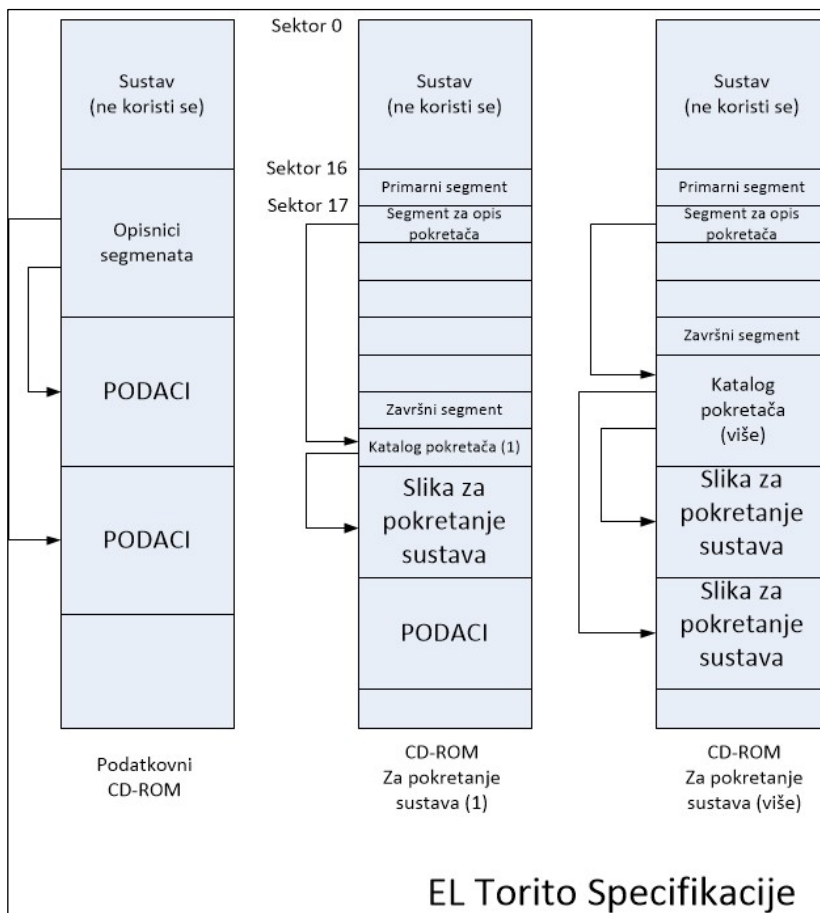 Sustav
(ne koristi se)
Opisnici
segmenata
PODACI
PODACI
Podatkovni
CD-ROM
Sektor 0
Sektor 16
Sektor 17
Sustav
(ne koristi se)
Primarni segment
Segment za opis
pokretača
Završni segment
Katalog pokretača (1)
Slika za
pokretanje
sustava
PODACI
CD-ROM
Za pokretanje
sustava (1)
Sustav
(ne koristi se)
Primarni segment
Segment za opis
pokretača
Završni segment
Katalog
pokretača
(više)
Slika za
pokretanje
sustava
Slika za
pokretanje
sustava
CD-ROM
Za pokretanje
sustava (više)
EL Torito Specifikacije